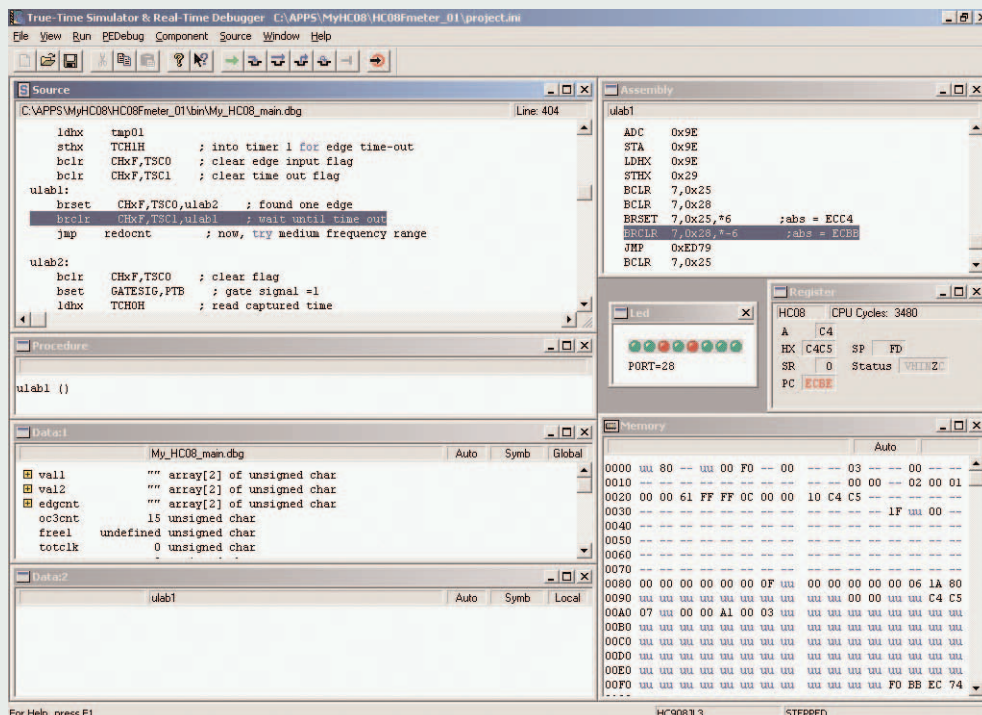 True-Time Simulator & Real-Time Debugger C:\APPS\MyHC08\HC08Fmeter_01\project.ini
File View Run PEDebug Component Source Window Help
Source
C:\APPS\MyHC08\HC08Fmeter_01\bin\My_HC08_main.dbg Line: 404
ldhx tmp01
sthx TCH1H ; into timer 1 for edge time-out
bclr CHxF,TSC0 ; clear edge input flag
bclr CHxF,TSC1 ; clear time out flag
ulab1:
brset CHxF,TSC0,ulab2 ; found one edge
brclr CHxF,TSC1,ulab1 ; wait until time out
jmp redocnt ; now, try medium frequency range
ulab2:
bclr CHxF,TSC0 ; clear flag
bset GATESIG,PTB ; gate signal =1
ldhx TCH0H ; read captured time
Assembly
ulab1
ADC 0x9E
STA 0x9E
LDHX 0x9E
STHX 0x29
BCLR 7,0x25
BCLR 7,0x28
BRSET 7,0x25,*6 ;abs = ECC4
BRCLR 7,0x28,*-6 ;abs = ECBB
JMP 0xED79
BCLR 7,0x25
Led
PORT=28
Register
HC08 CPU Cycles: 3480
A C4
HX C4C5 SP FD
SR 0 Status VHINZC
PC ECBE
Procedure
ulab1 ()
Data:1
My_HC08_main.dbg Auto Symb Global
val1 "" array[2] of unsigned char
val2 "" array[2] of unsigned char
edgcnt "" array[2] of unsigned char
oc3cnt 15 unsigned char
free1 undefined unsigned char
totclk 0 unsigned char
Data:2
ulab1 Auto Symb Local
Memory
Auto
0000 uu 80 -- uu 00 F0 -- 00 -- -- 03 -- -- 00 -- --
0010 -- -- -- -- -- -- -- -- -- -- 00 00 -- 02 00 01
0020 00 00 61 FF FF 0C 00 00 10 C4 C5 -- -- -- -- --
0030 -- -- -- -- -- -- -- -- -- -- -- -- 1F uu 00 --
0040 -- -- -- -- -- -- -- -- -- -- -- -- -- -- -- --
0050 -- -- -- -- -- -- -- -- -- -- -- -- -- -- -- --
0060 -- -- -- -- -- -- -- -- -- -- -- -- -- -- -- --
0070 -- -- -- -- -- -- -- -- -- -- -- -- -- -- -- --
0080 00 00 00 00 00 00 0F uu 00 00 00 00 00 06 1A 80
0090 uu uu uu uu uu uu uu uu uu uu 00 00 uu uu C4 C5
00A0 07 uu 00 00 A1 00 03 uu uu uu uu uu uu uu uu uu
00B0 uu uu uu uu uu uu uu uu uu uu uu uu uu uu uu uu
00C0 uu uu uu uu uu uu uu uu uu uu uu uu uu uu uu uu
00D0 uu uu uu uu uu uu uu uu uu uu uu uu uu uu uu uu
00E0 uu uu uu uu uu uu uu uu uu uu uu uu uu uu uu uu
00F0 uu uu uu uu uu uu uu uu uu uu uu uu F0 BB EC 74
For Help, press F1 HC908JL3 STEPPED